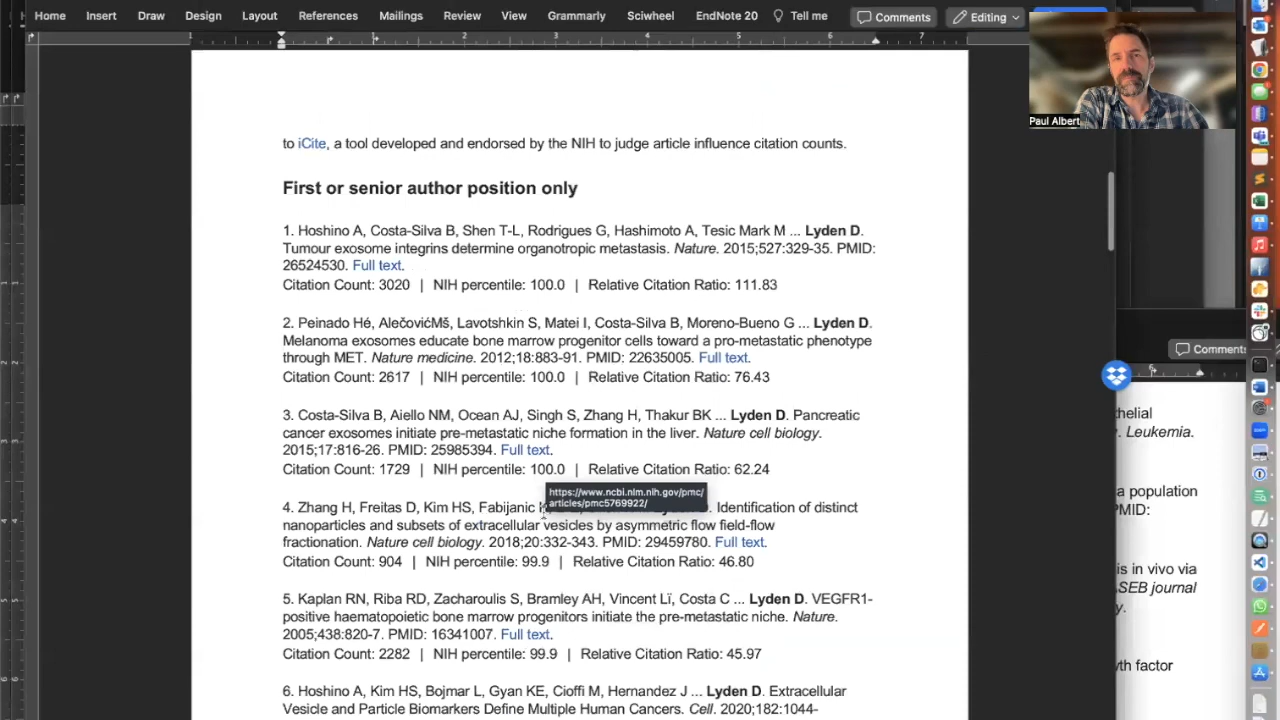 Home Insert Draw Design Layout References Mailings Review View Grammarly Sciwheel EndNote 20 Tell me Comments Editing
1 1 2 3 4 5 6 7
Paul Albert
to iCite, a tool developed and endorsed by the NIH to judge article influence citation counts.
First or senior author position only
1. Hoshino A, Costa-Silva B, Shen T-L, Rodrigues G, Hashimoto A, Tesic Mark M ... Lyden D.
Tumour exosome integrins determine organotropic metastasis. Nature. 2015;527:329-35. PMID:
26524530. Full text.
Citation Count: 3020 | NIH percentile: 100.0 | Relative Citation Ratio: 111.83
2. Peinado Hé, AlečovićMš, Lavotshkin S, Matei I, Costa-Silva B, Moreno-Bueno G ... Lyden D.
Melanoma exosomes educate bone marrow progenitor cells toward a pro-metastatic phenotype
through MET. Nature medicine. 2012;18:883-91. PMID: 22635005. Full text.
Citation Count: 2617 | NIH percentile: 100.0 | Relative Citation Ratio: 76.43
3. Costa-Silva B, Aiello NM, Ocean AJ, Singh S, Zhang H, Thakur BK ... Lyden D. Pancreatic
cancer exosomes initiate pre-metastatic niche formation in the liver. Nature cell biology.
2015;17:816-26. PMID: 25985394. Full text.
Citation Count: 1729 | NIH percentile: 100.0 | Relative Citation Ratio: 62.24
https://www.ncbi.nlm.nih.gov/pmc/
articles/pmc5769922/
4. Zhang H, Freitas D, Kim HS, Fabijanic Identification of distinct
nanoparticles and subsets of extracellular vesicles by asymmetric flow field-flow
fractionation. Nature cell biology. 2018;20:332-343. PMID: 29459780. Full text.
Citation Count: 904 | NIH percentile: 99.9 | Relative Citation Ratio: 46.80
5. Kaplan RN, Riba RD, Zacharoulis S, Bramley AH, Vincent Lï, Costa C ... Lyden D. VEGFR1-
positive haematopoietic bone marrow progenitors initiate the pre-metastatic niche. Nature.
2005;438:820-7. PMID: 16341007. Full text.
Citation Count: 2282 | NIH percentile: 99.9 | Relative Citation Ratio: 45.97
6. Hoshino A, Kim HS, Bojmar L, Gyan KE, Cioffi M, Hernandez J ... Lyden D. Extracellular
Vesicle and Particle Biomarkers Define Multiple Human Cancers. Cell. 2020;182:1044-
Comments
thelial
. Leukemia.
a population
PMID:
is in vivo via
SEB journal
y.
th factor